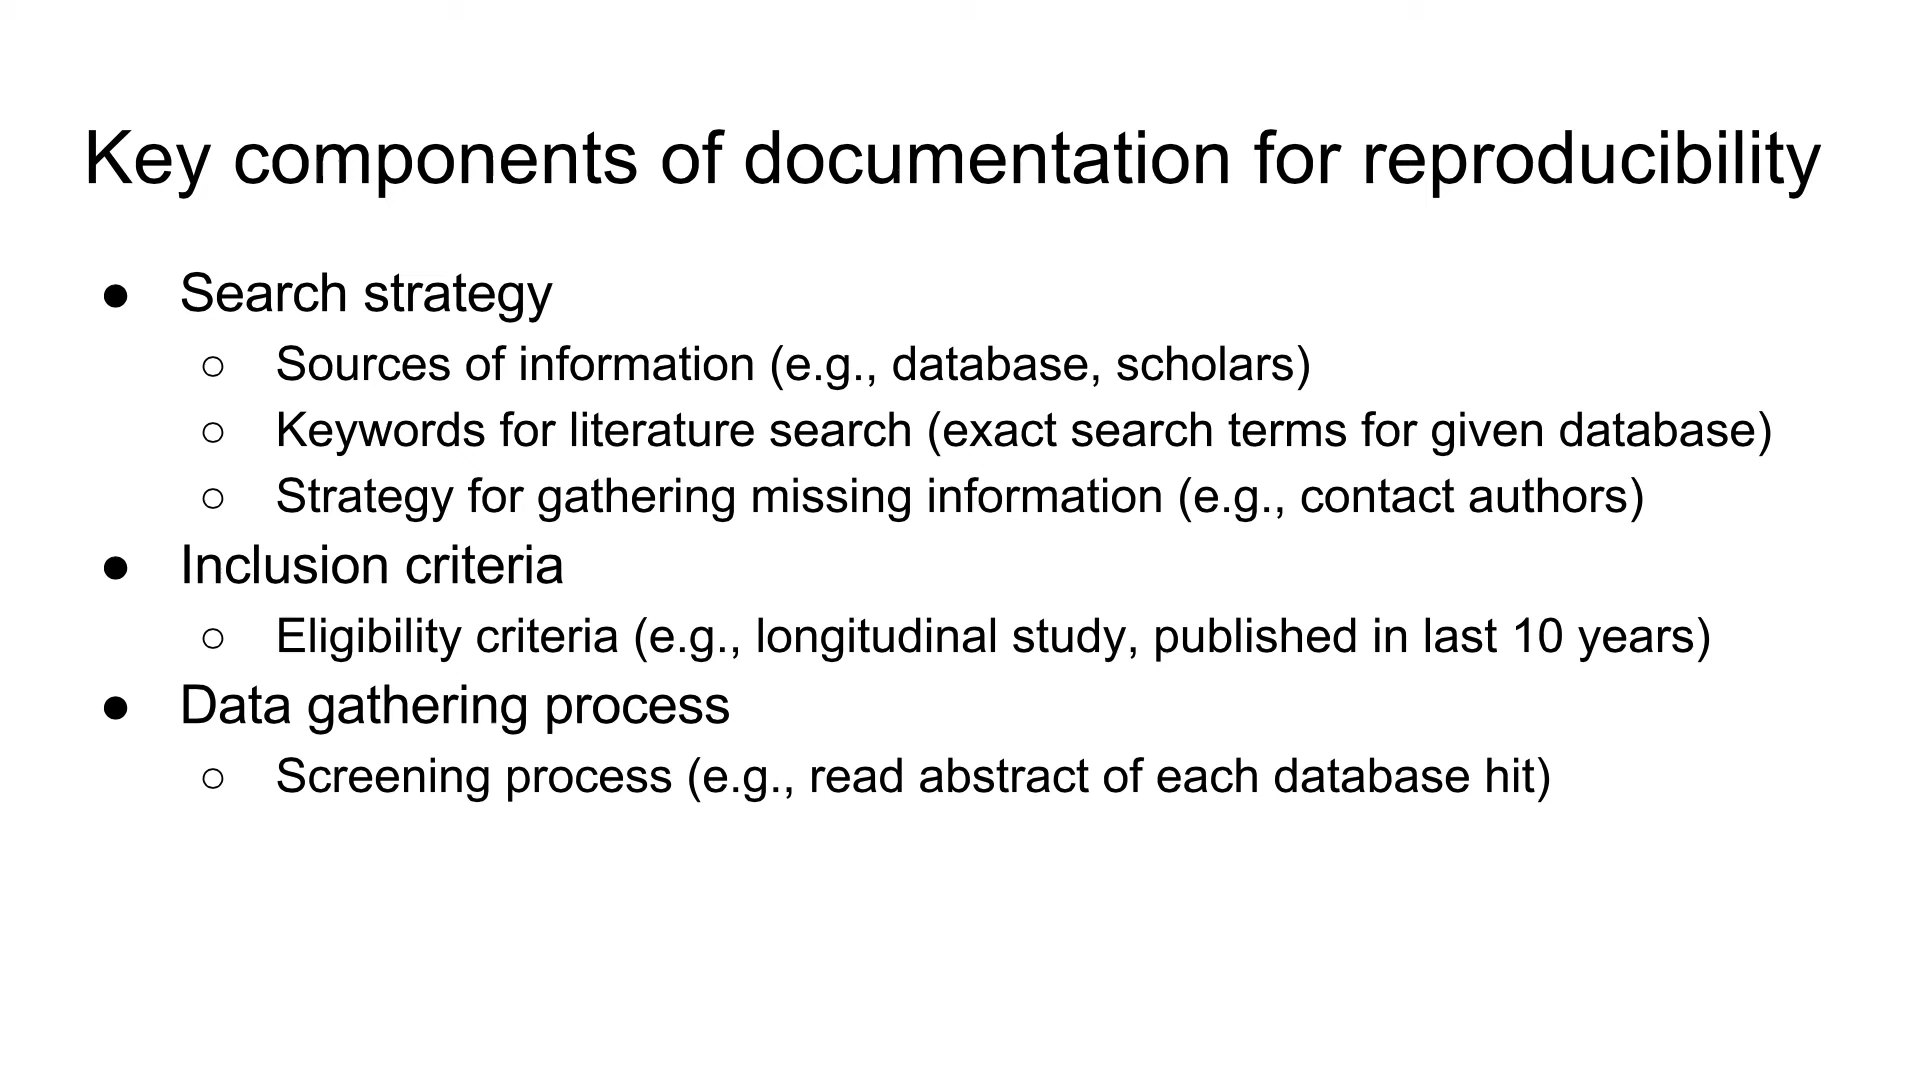 Key components of documentation for reproducibility
● Search strategy
○ Sources of information (e.g., database, scholars)
○ Keywords for literature search (exact search terms for given database)
○ Strategy for gathering missing information (e.g., contact authors)
● Inclusion criteria
○ Eligibility criteria (e.g., longitudinal study, published in last 10 years)
● Data gathering process
○ Screening process (e.g., read abstract of each database hit)